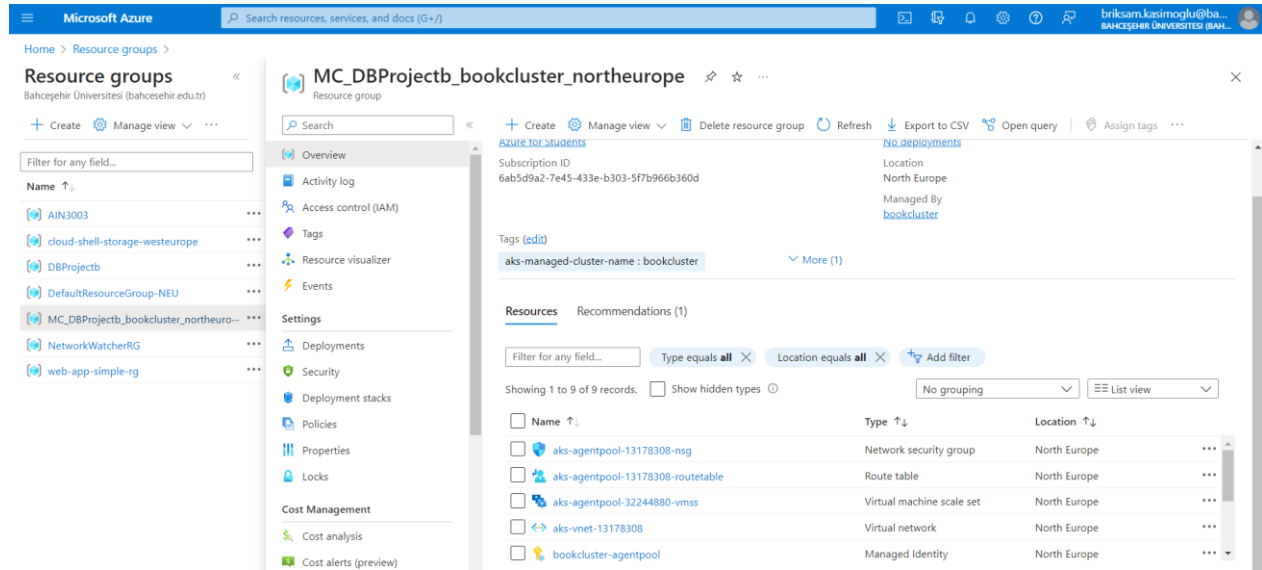 Microsoft Azure
Search resources, services, and docs (G+/)
briksam.kasimoglu@ba...
BAHCEŞEHIR ÜNIVERSITESI (BAH...
Home > Resource groups >
Resource groups
Bahceşehir Üniversitesi (bahcesehir.edu.tr)
+ Create Manage view ...
Filter for any field...
Name ↑↓
AIN3003 ...
cloud-shell-storage-westeurope ...
DBProjectb ...
DefaultResourceGroup-NEU ...
MC_DBProjectb_bookcluster_northeuro... ...
NetworkWatcherRG ...
web-app-simple-rg ...
MC_DBProjectb_bookcluster_northeurope ...
Resource group
Search
Overview
Activity log
Access control (IAM)
Tags
Resource visualizer
Events
Settings
Deployments
Security
Deployment stacks
Policies
Properties
Locks
Cost Management
Cost analysis
Cost alerts (preview)
+ Create Manage view Delete resource group Refresh Export to CSV Open query Assign tags ...
Azure for Students
No deployments
Subscription ID
6ab5d9a2-7e45-433e-b303-5f7b966b360d
Location
North Europe
Managed By
bookcluster
Tags (edit)
aks-managed-cluster-name : bookcluster
More (1)
Resources Recommendations (1)
Filter for any field... Type equals all Location equals all Add filter
Showing 1 to 9 of 9 records. Show hidden types No grouping List view
Name ↑↓ Type ↑↓ Location ↑↓
aks-agentpool-13178308-nsg Network security group North Europe ...
aks-agentpool-13178308-routetable Route table North Europe ...
aks-agentpool-32244880-vmss Virtual machine scale set North Europe ...
aks-vnet-13178308 Virtual network North Europe ...
bookcluster-agentpool Managed Identity North Europe ...